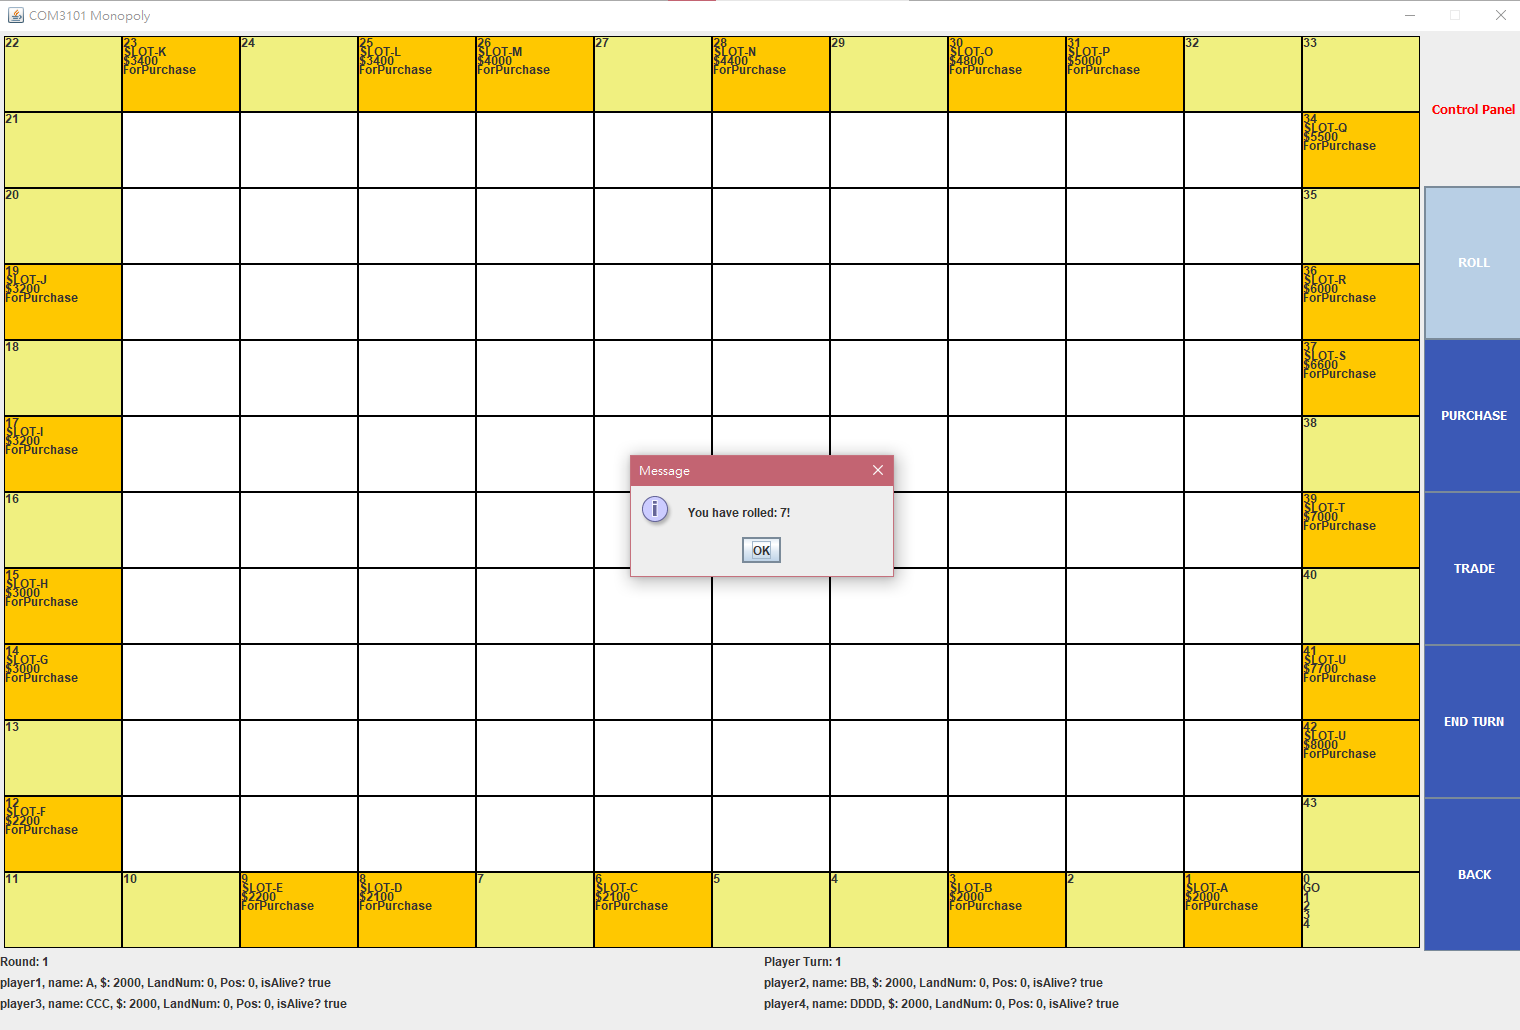 COM3101 Monopoly
22
23
SLOT-K
$3400
ForPurchase
24
25
SLOT-L
$3400
ForPurchase
26
SLOT-M
$4000
ForPurchase
27
28
SLOT-N
$4400
ForPurchase
29
30
SLOT-O
$4800
ForPurchase
31
SLOT-P
$5000
ForPurchase
32
33
Control Panel
21
34
SLOT-Q
$5500
ForPurchase
20
35
ROLL
19
SLOT-J
$3200
ForPurchase
36
SLOT-R
$6000
ForPurchase
18
37
SLOT-S
$6600
ForPurchase
PURCHASE
17
SLOT-I
$3200
ForPurchase
38
Message
You have rolled: 7!
OK
16
39
SLOT-T
$7000
ForPurchase
TRADE
15
SLOT-H
$3000
ForPurchase
40
14
SLOT-G
$3000
ForPurchase
41
SLOT-U
$7700
ForPurchase
END TURN
13
42
SLOT-U
$8000
ForPurchase
12
SLOT-F
$2200
ForPurchase
43
BACK
11
10
9
SLOT-E
$2200
ForPurchase
8
SLOT-D
$2100
ForPurchase
7
6
SLOT-C
$2100
ForPurchase
5
4
3
SLOT-B
$2000
ForPurchase
2
1
SLOT-A
$2000
ForPurchase
0
GO
1
2
3
4
Round: 1
Player Turn: 1
player1, name: A, $: 2000, LandNum: 0, Pos: 0, isAlive? true
player2, name: BB, $: 2000, LandNum: 0, Pos: 0, isAlive? true
player3, name: CCC, $: 2000, LandNum: 0, Pos: 0, isAlive? true
player4, name: DDDD, $: 2000, LandNum: 0, Pos: 0, isAlive? true